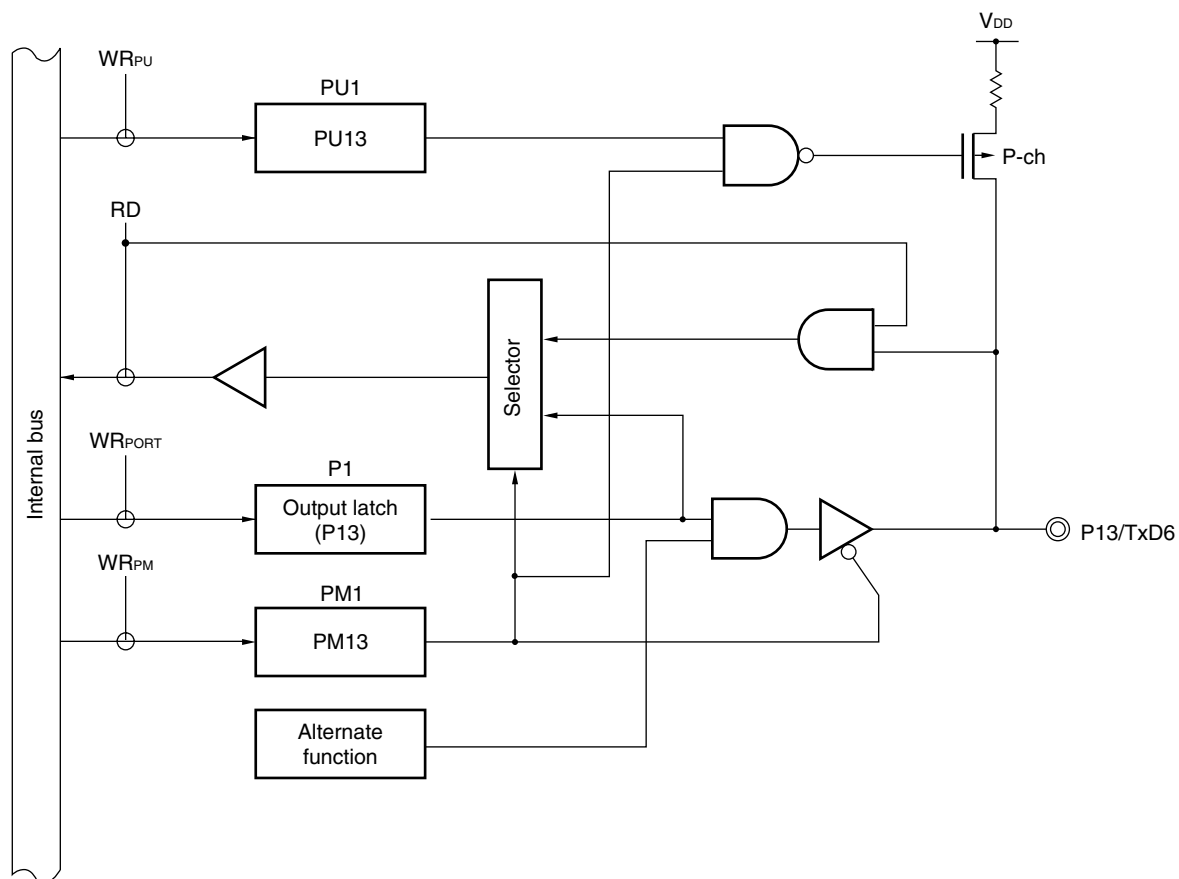 VDD
WRPU
PU1
PU13
P-ch
RD
Selector
Internal bus
WRPORT
P1
Output latch
(P13)
P13/TxD6
WRPM
PM1
PM13
Alternate
function